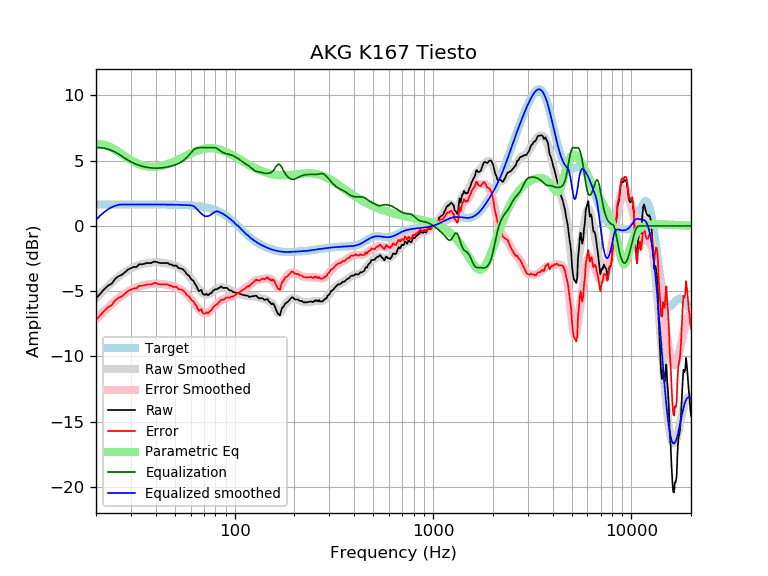 AKG K167 Tiesto
10
5
0
−5
−10
−15
−20
Amplitude (dBr)
Target
Raw Smoothed
Error Smoothed
Raw
Error
Parametric Eq
Equalization
Equalized smoothed
100 1000 10000
Frequency (Hz)